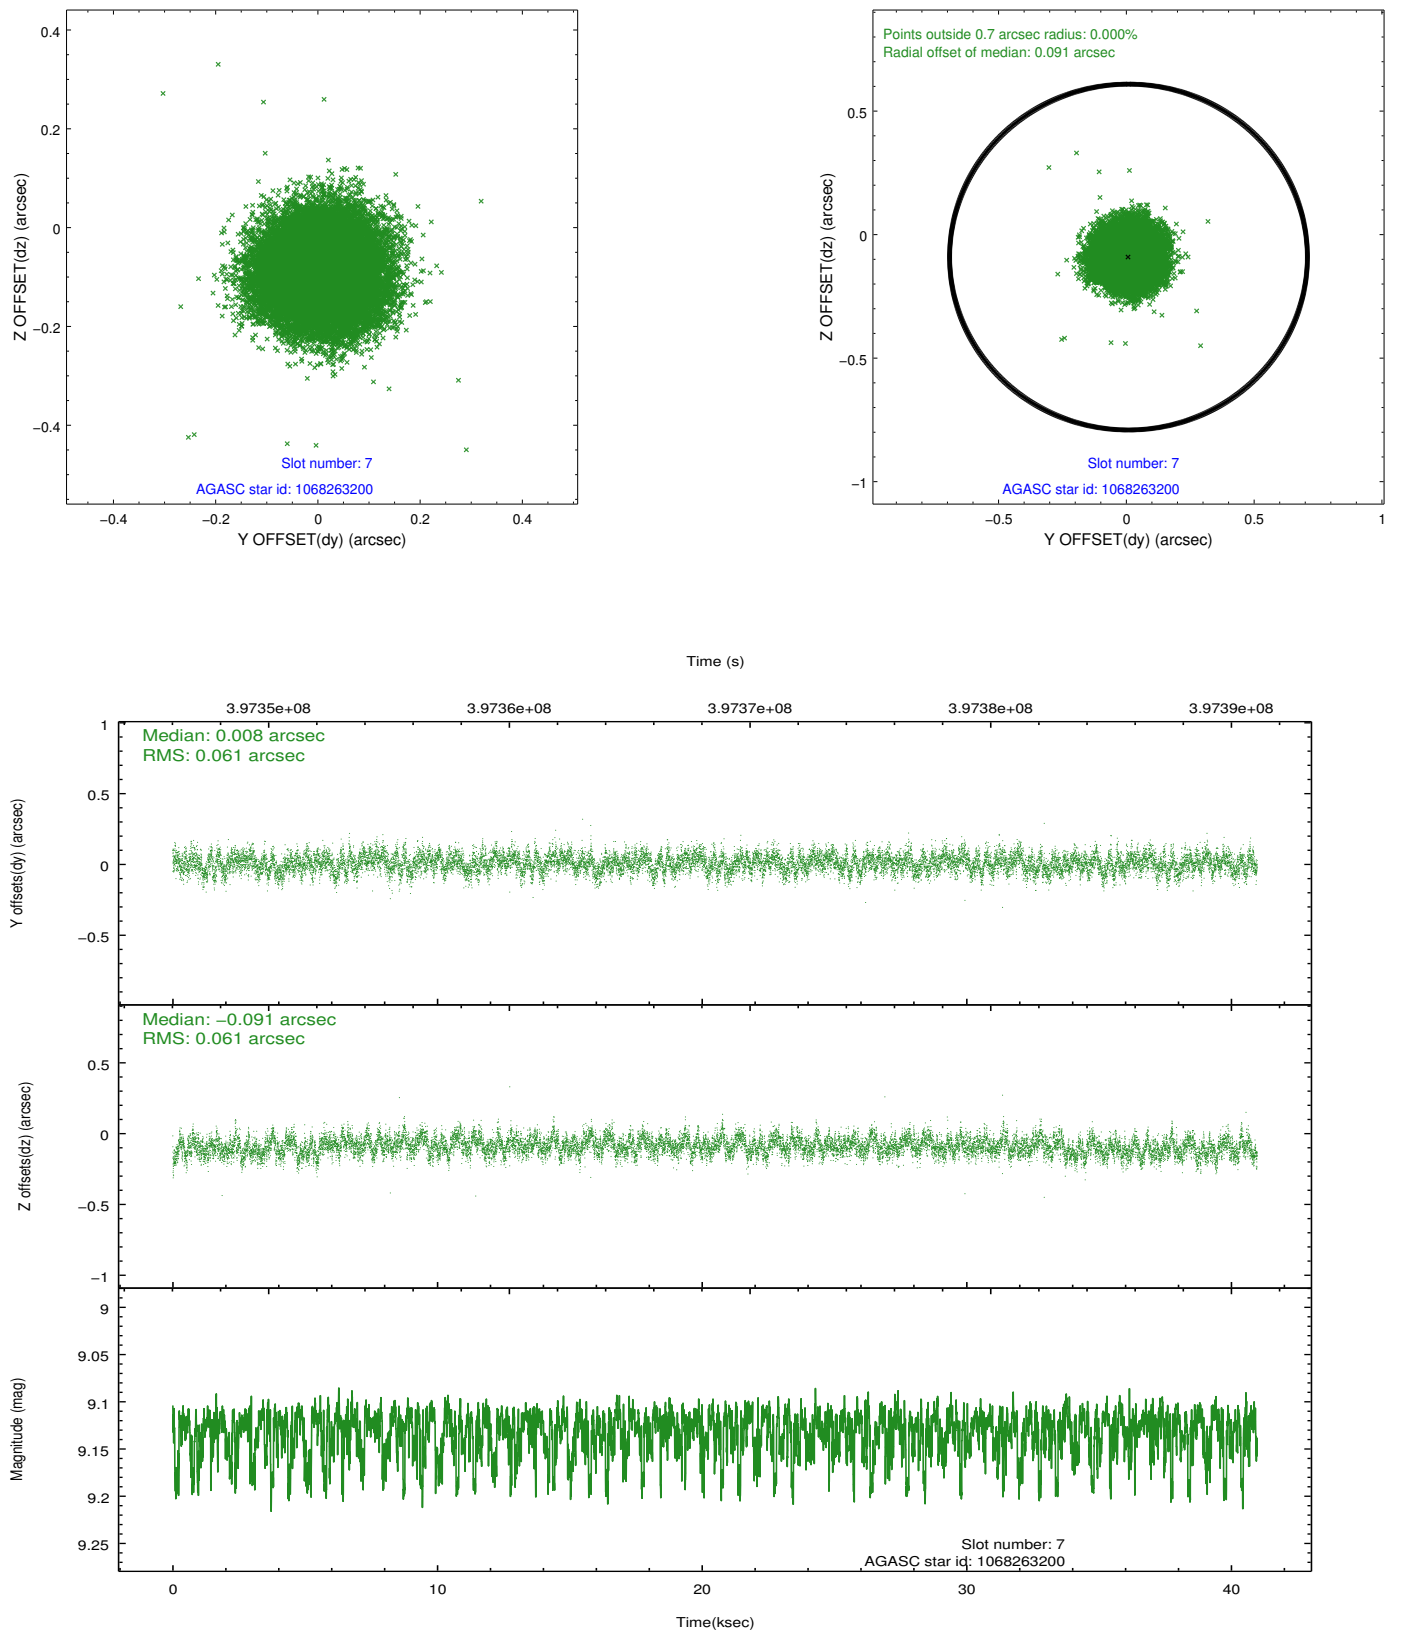 0.4
0.2
0
−0.2
−0.4
Z OFFSET(dz) (arcsec)
Slot number: 7
AGASC star id: 1068263200
−0.4
−0.2
0
0.2
0.4
Y OFFSET(dy) (arcsec)
Points outside 0.7 arcsec radius: 0.000%
Radial offset of median: 0.091 arcsec
0.5
0
−0.5
−1
Z OFFSET(dz) (arcsec)
Slot number: 7
AGASC star id: 1068263200
−0.5
0
0.5
1
Y OFFSET(dy) (arcsec)
Time (s)
3.9735e+08
3.9736e+08
3.9737e+08
3.9738e+08
3.9739e+08
Median: 0.008 arcsec
RMS: 0.061 arcsec
1
0.5
0
−0.5
Y offsets(dy) (arcsec)
Median: −0.091 arcsec
RMS: 0.061 arcsec
0.5
0
−0.5
−1
Z offsets(dz) (arcsec)
9
9.05
9.1
9.15
9.2
9.25
Magnitude (mag)
Slot number: 7
AGASC star id: 1068263200
0
10
20
30
40
Time(ksec)